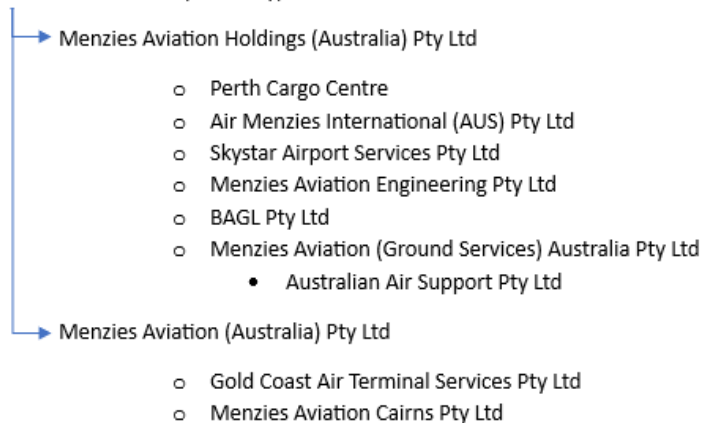 Menzies Aviation Holdings (Australia) Pty Ltd
o Perth Cargo Centre
o Air Menzies International (AUS) Pty Ltd
o Skystar Airport Services Pty Ltd
o Menzies Aviation Engineering Pty Ltd
o BAGL Pty Ltd
o Menzies Aviation (Ground Services) Australia Pty Ltd
• Australian Air Support Pty Ltd
Menzies Aviation (Australia) Pty Ltd
o Gold Coast Air Terminal Services Pty Ltd
o Menzies Aviation Cairns Pty Ltd